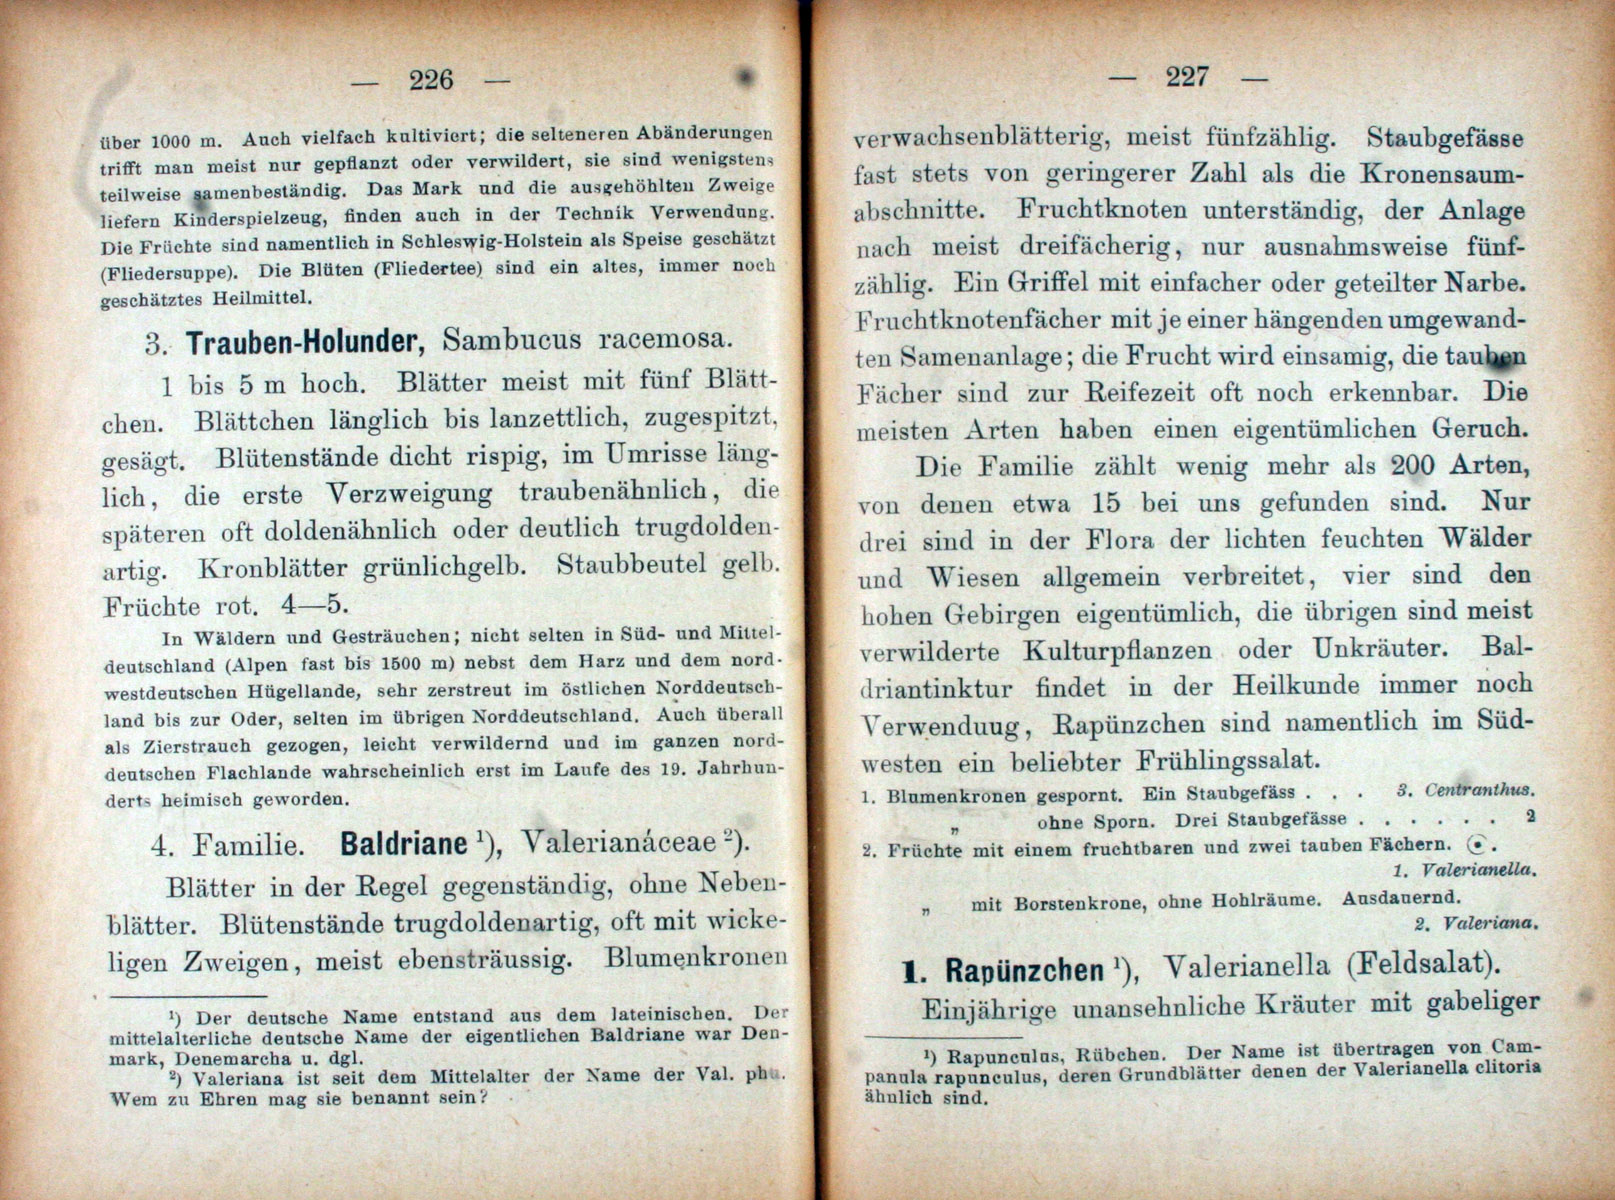 — 226 —
über 1000 m. Auch vielfach kultiviert; die selteneren Abänderungen
trifft man meist nur gepflanzt oder verwildert, sie sind wenigstens
teilweise samenbeständig. Das Mark und die ausgehöhlten Zweige
liefern Kinderspielzeug, finden auch in der Technik Verwendung.
Die Früchte sind namentlich in Schleswig-Holstein als Speise geschätzt
(Fliedersuppe). Die Blüten (Fliedertee) sind ein altes, immer noch
geschätztes Heilmittel.
3. Trauben-Holunder, Sambucus racemosa.
1 bis 5 m hoch. Blätter meist mit fünf Blätt-
chen. Blättchen länglich bis lanzettlich, zugespitzt,
gesägt. Blütenstände dicht rispig, im Umrisse läng-
lich, die erste Verzweigung traubenähnlich, die
späteren oft doldenähnlich oder deutlich trugdolden-
artig. Kronblätter grünlichgelb. Staubbeutel gelb.
Früchte rot. 4—5.
In Wäldern und Gesträuchen; nicht selten in Süd- und Mittel-
deutschland (Alpen fast bis 1500 m) nebst dem Harz und dem nord-
westdeutschen Hügellande, sehr zerstreut im östlichen Norddeutsch-
land bis zur Oder, selten im übrigen Norddeutschland. Auch überall
als Zierstrauch gezogen, leicht verwildernd und im ganzen nord-
deutschen Flachlande wahrscheinlich erst im Laufe des 19. Jahrhun-
derts heimisch geworden.
4. Familie. Baldriane ¹), Valerianáceae ²).
Blätter in der Regel gegenständig, ohne Neben-
blätter. Blütenstände trugdoldenartig, oft mit wicke-
ligen Zweigen, meist ebensträussig. Blumenkronen
¹) Der deutsche Name entstand aus dem lateinischen. Der
mittelalterliche deutsche Name der eigentlichen Baldriane war Den-
mark, Denemarcha u. dgl.
²) Valeriana ist seit dem Mittelalter der Name der Val. phu.
Wem zu Ehren mag sie benannt sein?
— 227 —
verwachsenblätterig, meist fünfzählig. Staubgefässe
fast stets von geringerer Zahl als die Kronensaum-
abschnitte. Fruchtknoten unterständig, der Anlage
nach meist dreifächerig, nur ausnahmsweise fünf-
zählig. Ein Griffel mit einfacher oder geteilter Narbe.
Fruchtknotenfächer mit je einer hängenden umgewand-
ten Samenanlage; die Frucht wird einsamig, die tauben
Fächer sind zur Reifezeit oft noch erkennbar. Die
meisten Arten haben einen eigentümlichen Geruch.
Die Familie zählt wenig mehr als 200 Arten,
von denen etwa 15 bei uns gefunden sind. Nur
drei sind in der Flora der lichten feuchten Wälder
und Wiesen allgemein verbreitet, vier sind den
hohen Gebirgen eigentümlich, die übrigen sind meist
verwilderte Kulturpflanzen oder Unkräuter. Bal-
driantinktur findet in der Heilkunde immer noch
Verwenduug, Rapünzchen sind namentlich im Süd-
westen ein beliebter Frühlingssalat.
1. Blumenkronen gespornt. Ein Staubgefäss . . . 3. Centranthus.
„ ohne Sporn. Drei Staubgefässe . . . . . . 2
2. Früchte mit einem fruchtbaren und zwei tauben Fächern. ⊙.
1. Valerianella.
„ mit Borstenkrone, ohne Hohlräume. Ausdauernd.
2. Valeriana.
1. Rapünzchen ¹), Valerianella (Feldsalat).
Einjährige unansehnliche Kräuter mit gabeliger
¹) Rapunculus, Rübchen. Der Name ist übertragen von Cam-
panula rapunculus, deren Grundblätter denen der Valerianella olitoria
ähnlich sind.